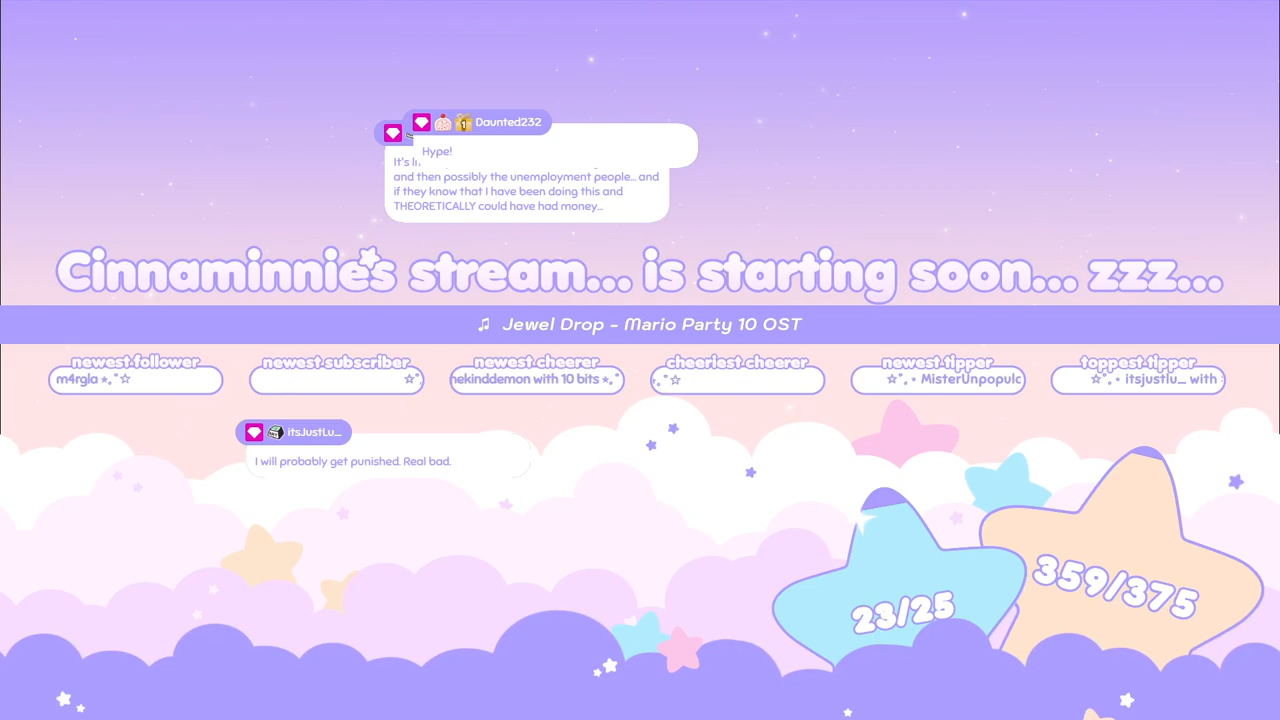 Daunted232
Hype!
It's
and then possibly the unemployment people... and
if they know that I have been doing this and
THEORETICALLY could have had money...
Cinnaminnie's stream... is starting soon... zzz...
♫ Jewel Drop - Mario Party 10 OST
newest follower
newest subscriber
newest cheerer
cheeriest cheerer
newest tipper
toppest tipper
m4rgla ⋆｡˚☆
☆˚
nekinddemon with 10 bits ⋆｡˚
｡˚☆
☆˚｡⋆ MisterUnpopulc
☆˚｡⋆ itsjustlu_ with
itsJustLu_
I will probably get punished. Real bad.
23/25
359/375